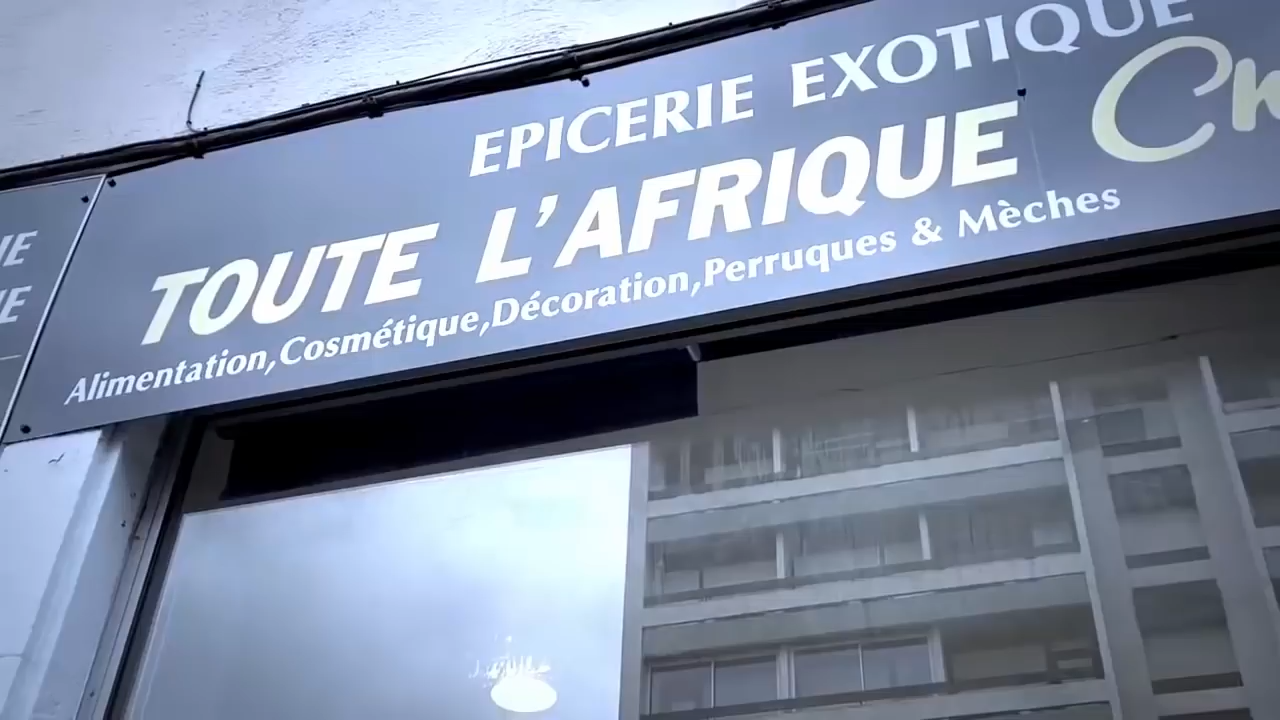 EPICERIE EXOTIQUE
TOUTE L'AFRIQUE
Alimentation,Cosmétique,Décoration,Perruques & Mèches